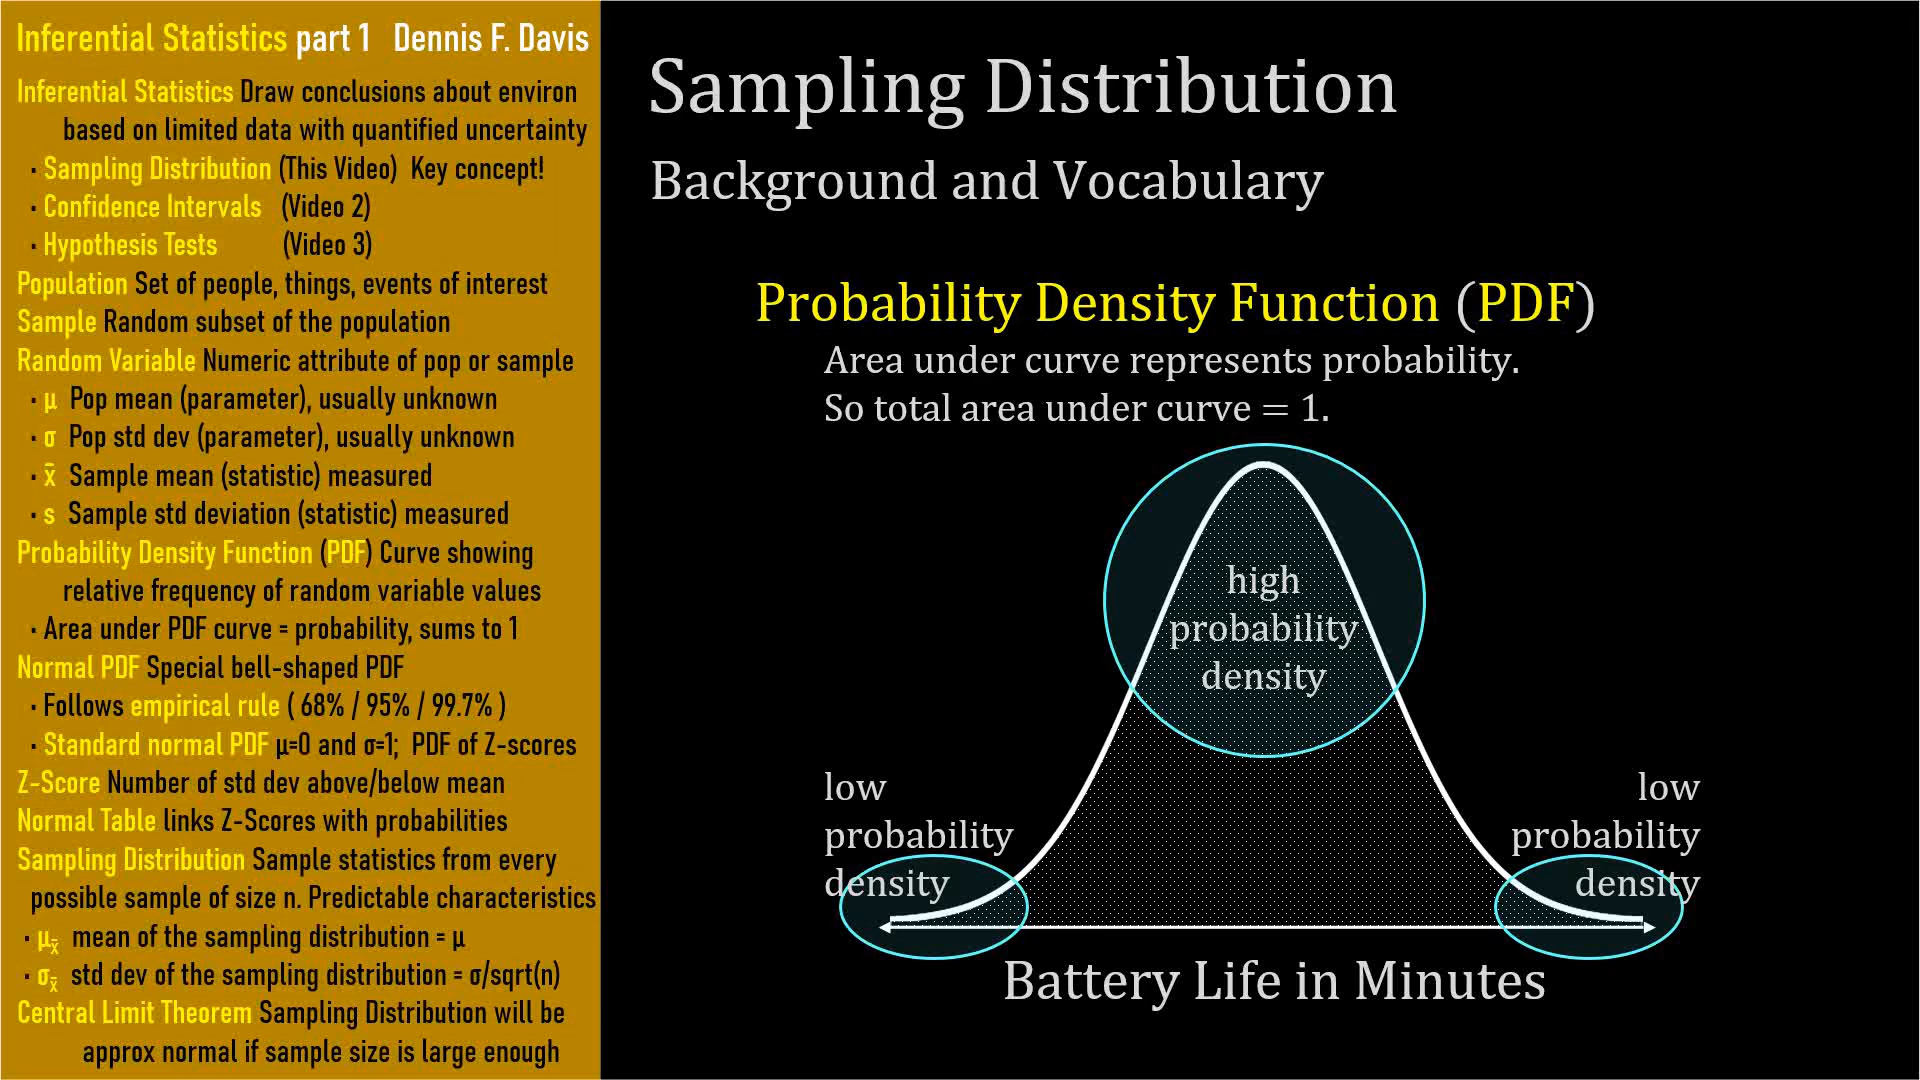 Inferential Statistics part 1 Dennis F. Davis
Inferential Statistics Draw conclusions about environ
based on limited data with quantified uncertainty
· Sampling Distribution (This Video) Key concept!
· Confidence Intervals (Video 2)
· Hypothesis Tests (Video 3)
Population Set of people, things, events of interest
Sample Random subset of the population
Random Variable Numeric attribute of pop or sample
· μ Pop mean (parameter), usually unknown
· σ Pop std dev (parameter), usually unknown
· x̄ Sample mean (statistic) measured
· s Sample std deviation (statistic) measured
Probability Density Function (PDF) Curve showing
relative frequency of random variable values
· Area under PDF curve = probability, sums to 1
Normal PDF Special bell-shaped PDF
· Follows empirical rule ( 68% / 95% / 99.7% )
· Standard normal PDF μ=0 and σ=1; PDF of Z-scores
Z-Score Number of std dev above/below mean
Normal Table links Z-Scores with probabilities
Sampling Distribution Sample statistics from every
possible sample of size n. Predictable characteristics
· μx̄ mean of the sampling distribution = μ
· σx̄ std dev of the sampling distribution = σ/sqrt(n)
Central Limit Theorem Sampling Distribution will be
approx normal if sample size is large enough
Sampling Distribution
Background and Vocabulary
Probability Density Function (PDF)
Area under curve represents probability.
So total area under curve = 1.
high
probability
density
low
probability
density
low
probability
density
Battery Life in Minutes